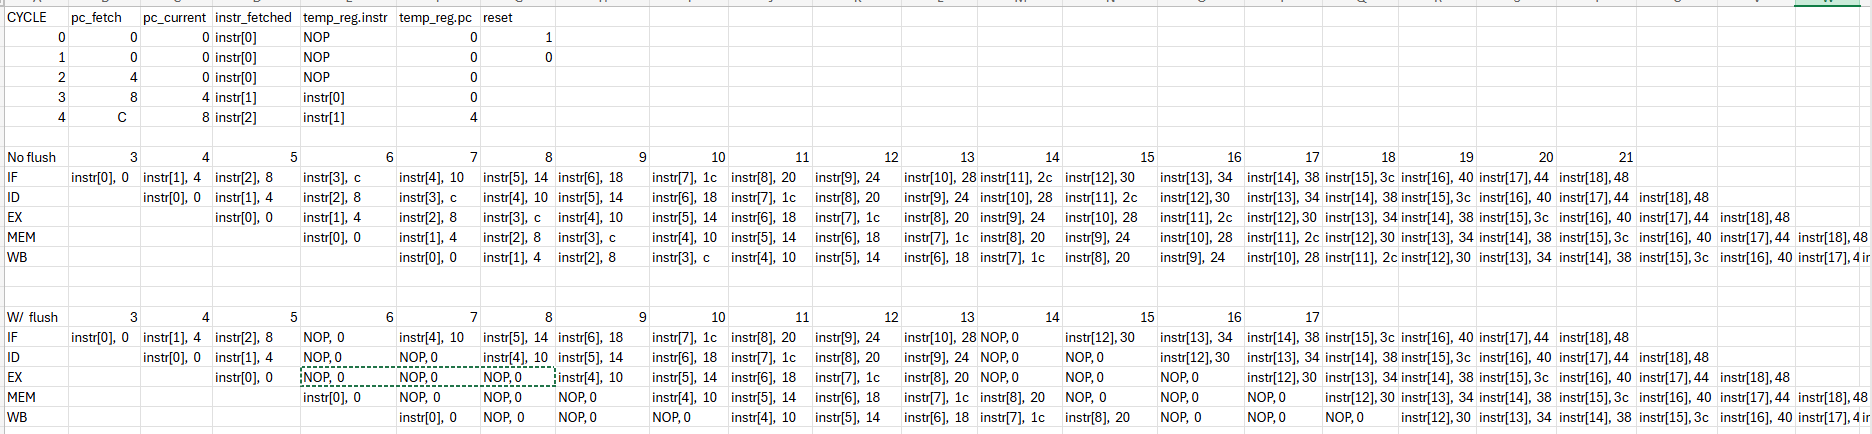 CYCLE pc_fetch pc_current instr_fetched temp_reg.instr temp_reg.pc reset
0 0 0 instr[0] NOP 0 1
1 0 0 instr[0] NOP 0 0
2 4 0 instr[0] NOP 0
3 8 4 instr[1] instr[0] 0
4 C 8 instr[2] instr[1] 4
No flush 3 4 5 6 7 8 9 10 11 12 13 14 15 16 17 18 19 20 21
IF instr[0], 0 instr[1], 4 instr[2], 8 instr[3], c instr[4], 10 instr[5], 14 instr[6], 18 instr[7], 1c instr[8], 20 instr[9], 24 instr[10], 28 instr[11], 2c instr[12],30 instr[13], 34 instr[14], 38 instr[15],3c instr[16], 40 instr[17],44 instr[18],48
ID instr[0], 0 instr[1], 4 instr[2], 8 instr[3], c instr[4], 10 instr[5], 14 instr[6], 18 instr[7], 1c instr[8], 20 instr[9], 24 instr[10], 28 instr[11], 2c instr[12],30 instr[13], 34 instr[14], 38 instr[15],3c instr[16], 40 instr[17],44 instr[18],48
EX instr[0], 0 instr[1], 4 instr[2], 8 instr[3], c instr[4], 10 instr[5], 14 instr[6], 18 instr[7], 1c instr[8], 20 instr[9], 24 instr[10], 28 instr[11], 2c instr[12],30 instr[13], 34 instr[14], 38 instr[15],3c instr[16], 40 instr[17],44 instr[18],48
MEM instr[0], 0 instr[1], 4 instr[2], 8 instr[3], c instr[4], 10 instr[5], 14 instr[6], 18 instr[7], 1c instr[8], 20 instr[9], 24 instr[10], 28 instr[11], 2c instr[12],30 instr[13], 34 instr[14], 38 instr[15],3c instr[16], 40 instr[17],44 instr[18],48
WB instr[0], 0 instr[1], 4 instr[2], 8 instr[3], c instr[4], 10 instr[5], 14 instr[6], 18 instr[7], 1c instr[8], 20 instr[9], 24 instr[10], 28 instr[11], 2c instr[12],30 instr[13], 34 instr[14], 38 instr[15],3c instr[16], 40 instr[17],4
W/ flush 3 4 5 6 7 8 9 10 11 12 13 14 15 16 17
IF instr[0], 0 instr[1], 4 instr[2], 8 NOP, 0 instr[4], 10 instr[5], 14 instr[6], 18 instr[7], 1c instr[8], 20 instr[9], 24 instr[10], 28 NOP,0 instr[12],30 instr[13], 34 instr[14], 38 instr[15],3c instr[16], 40 instr[17],44 instr[18],48
ID instr[0], 0 instr[1], 4 NOP,0 NOP,0 instr[4], 10 instr[5], 14 instr[6], 18 instr[7], 1c instr[8], 20 instr[9], 24 NOP,0 NOP,0 instr[12],30 instr[13], 34 instr[14], 38 instr[15],3c instr[16], 40 instr[17],44 instr[18],48
EX instr[0], 0 NOP, 0 NOP,0 NOP,0 instr[4], 10 instr[5], 14 instr[6], 18 instr[7], 1c instr[8], 20 NOP,0 NOP,0 NOP,0 instr[12],30 instr[13], 34 instr[14], 38 instr[15],3c instr[16], 40 instr[17],44 instr[18],48
MEM instr[0], 0 NOP, 0 NOP, 0 NOP, 0 instr[4], 10 instr[5], 14 instr[6], 18 instr[7], 1c instr[8], 20 NOP, 0 NOP, 0 NOP, 0 instr[12],30 instr[13], 34 instr[14], 38 instr[15],3c instr[16], 40 instr[17],44 instr[18],48
WB instr[0], 0 NOP, 0 NOP, 0 NOP, 0 instr[4], 10 instr[5], 14 instr[6], 18 instr[7], 1c instr[8], 20 NOP, 0 NOP, 0 NOP, 0 instr[12],30 instr[13], 34 instr[14], 38 instr[15],3c instr[16], 40 instr[17],4